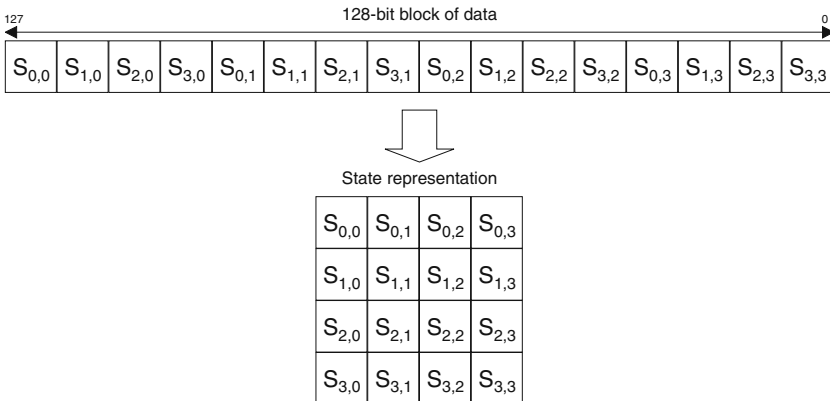 128-bit block of data
127 0
S0,0 S1,0 S2,0 S3,0 S0,1 S1,1 S2,1 S3,1 S0,2 S1,2 S2,2 S3,2 S0,3 S1,3 S2,3 S3,3
State representation
S0,0 S0,1 S0,2 S0,3
S1,0 S1,1 S1,2 S1,3
S2,0 S2,1 S2,2 S2,3
S3,0 S3,1 S3,2 S3,3